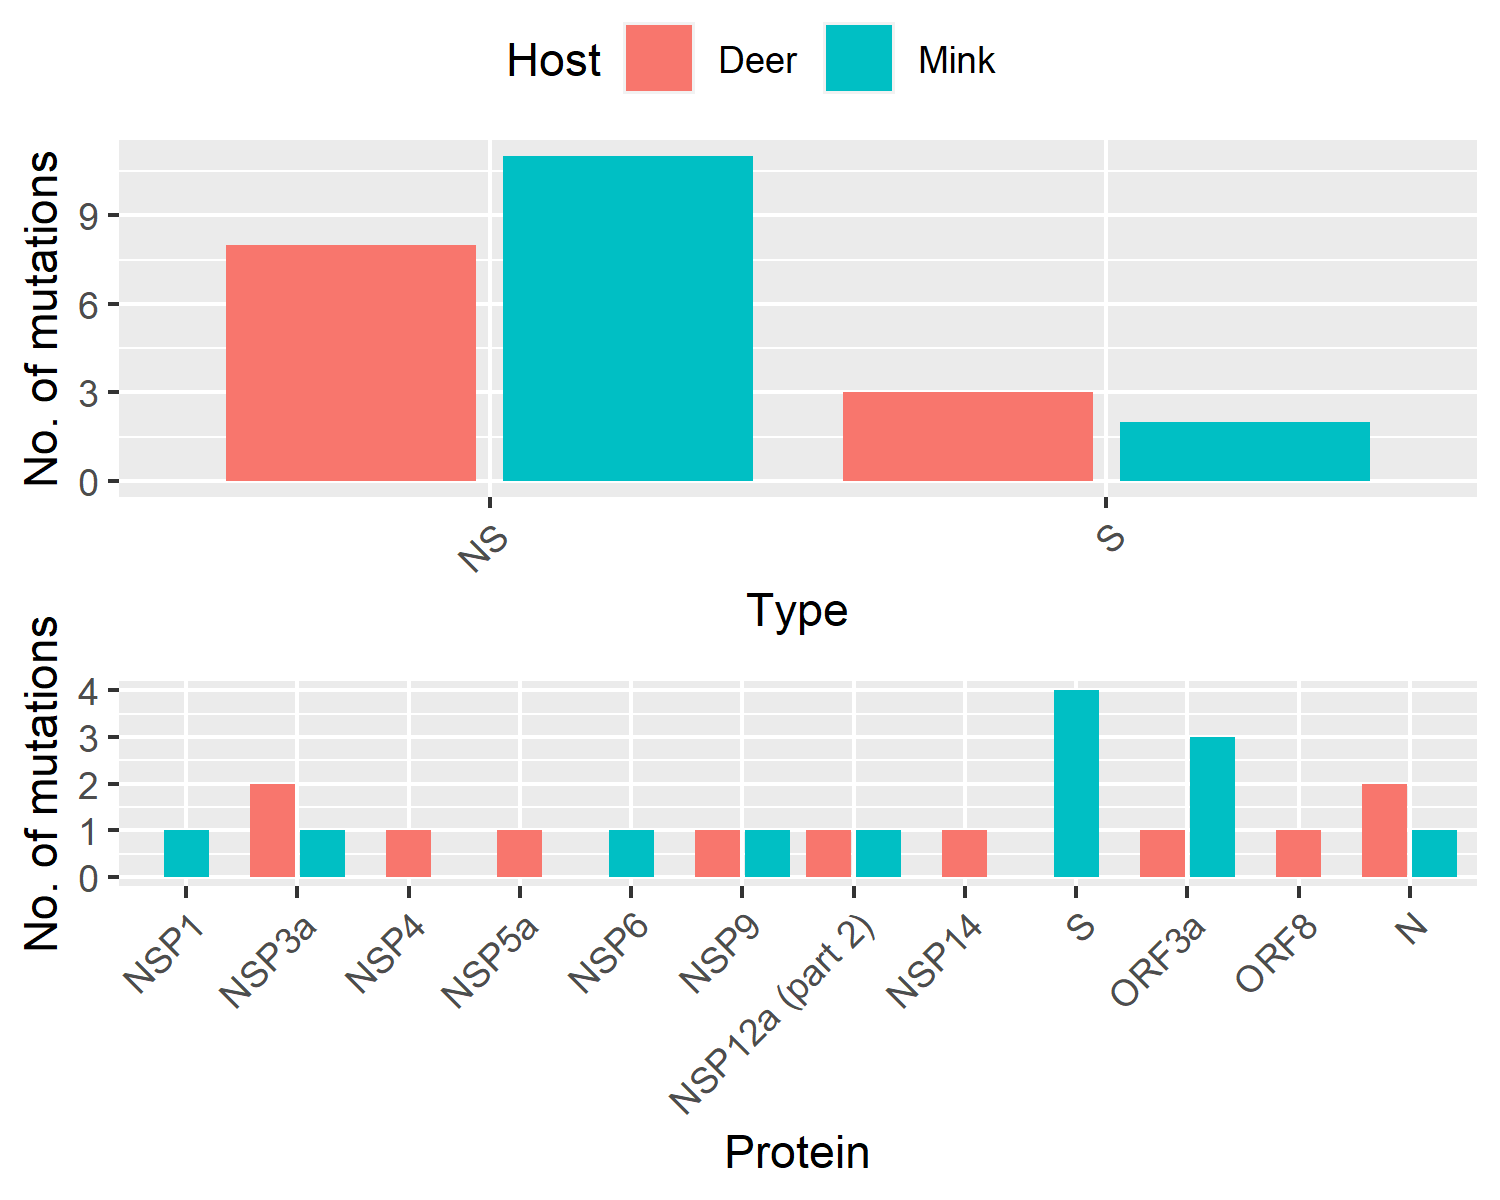 Host Deer Mink
No. of mutations
9
6
3
0
NS S
Type
No. of mutations
4
3
2
1
0
NSP1 NSP3a NSP4 NSP5a NSP6 NSP9 NSP12a (part 2) NSP14 S ORF3a ORF8 N
Protein